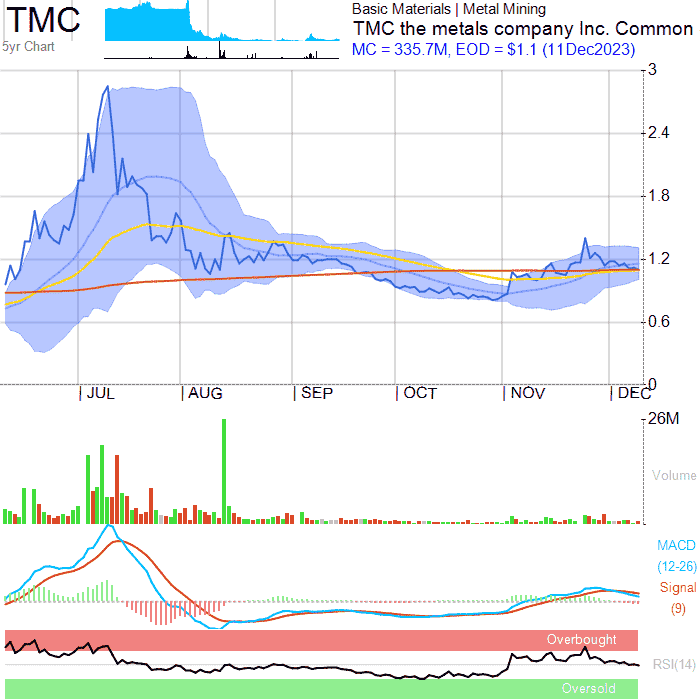 TMC
5yr Chart
Basic Materials | Metal Mining
TMC the metals company Inc. Common
MC = 335.7M, EOD = $1.1 (11Dec2023)
3
2.4
1.8
1.2
0.6
0
JUL
AUG
SEP
OCT
NOV
DEC
26M
Volume
MACD
(12-26)
Signal
(9)
Overbought
RSI(14)
Oversold